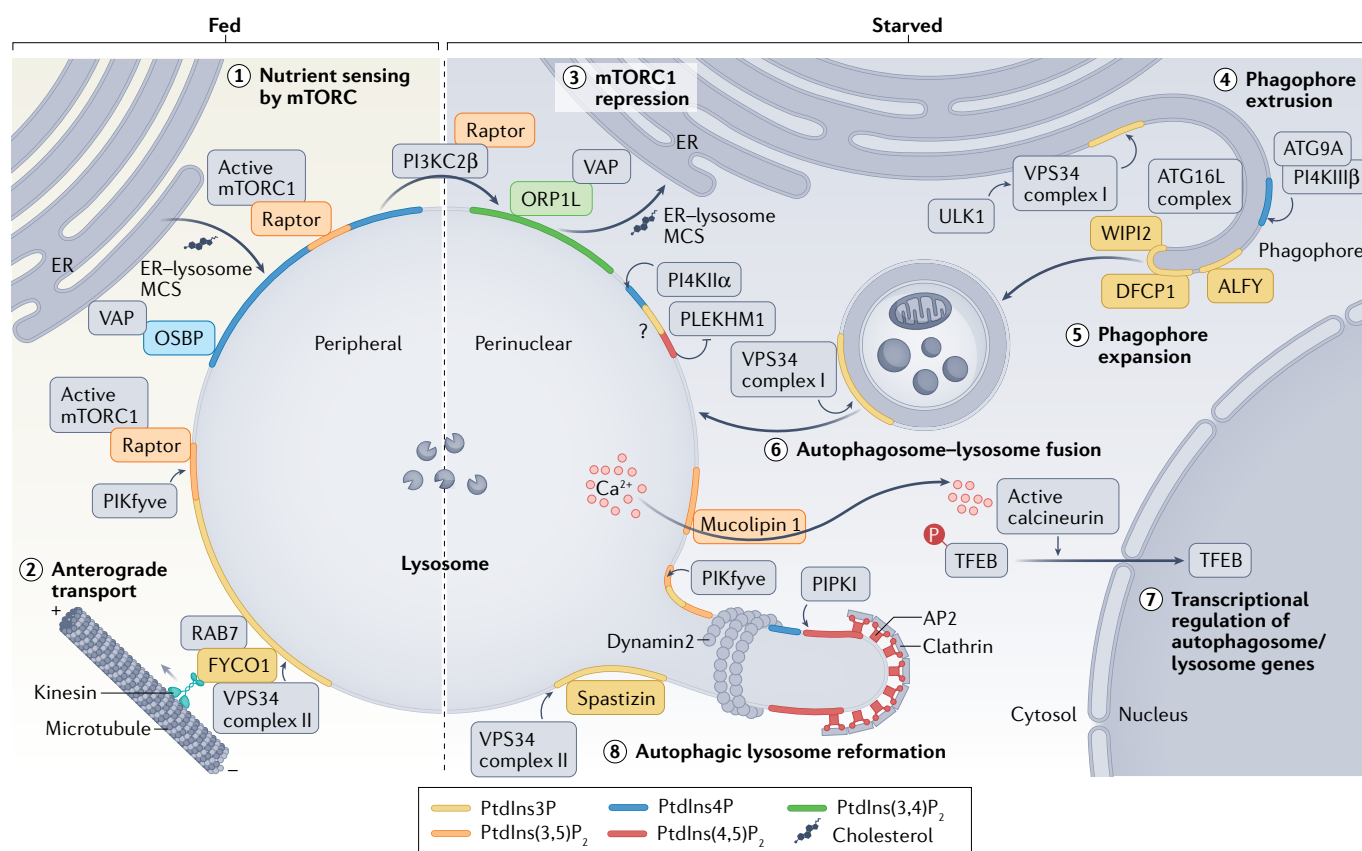 Fed
Starved
1 Nutrient sensing
by mTORC
3 mTORC1
repression
4 Phagophore
extrusion
Raptor
PI3KC2β
VAP
ER
ORP1L
ER–lysosome
MCS
Active
mTORC1
Raptor
ER
ER–lysosome
MCS
VAP
OSBP
ULK1
VPS34
complex I
ATG16L
complex
ATG9A
PI4KIIIβ
WIPI2
Phagophore
DFCP1
ALFY
PI4KIIα
?
PLEKHM1
5 Phagophore
expansion
Peripheral
Perinuclear
VPS34
complex I
Active
mTORC1
Raptor
PIKfyve
6 Autophagosome–lysosome fusion
Ca2+
Mucolipin 1
Active
calcineurin
P
TFEB
TFEB
Lysosome
2 Anterograde
transport
+
RAB7
FYCO1
Kinesin
VPS34
complex II
Microtubule
–
PIKfyve
PIPKI
AP2
Clathrin
Dynamin2
7 Transcriptional
regulation of
autophagosome/
lysosome genes
Spastizin
VPS34
complex II
8 Autophagic lysosome reformation
Cytosol
Nucleus
PtdIns3P
PtdIns4P
PtdIns(3,4)P2
PtdIns(3,5)P2
PtdIns(4,5)P2
Cholesterol